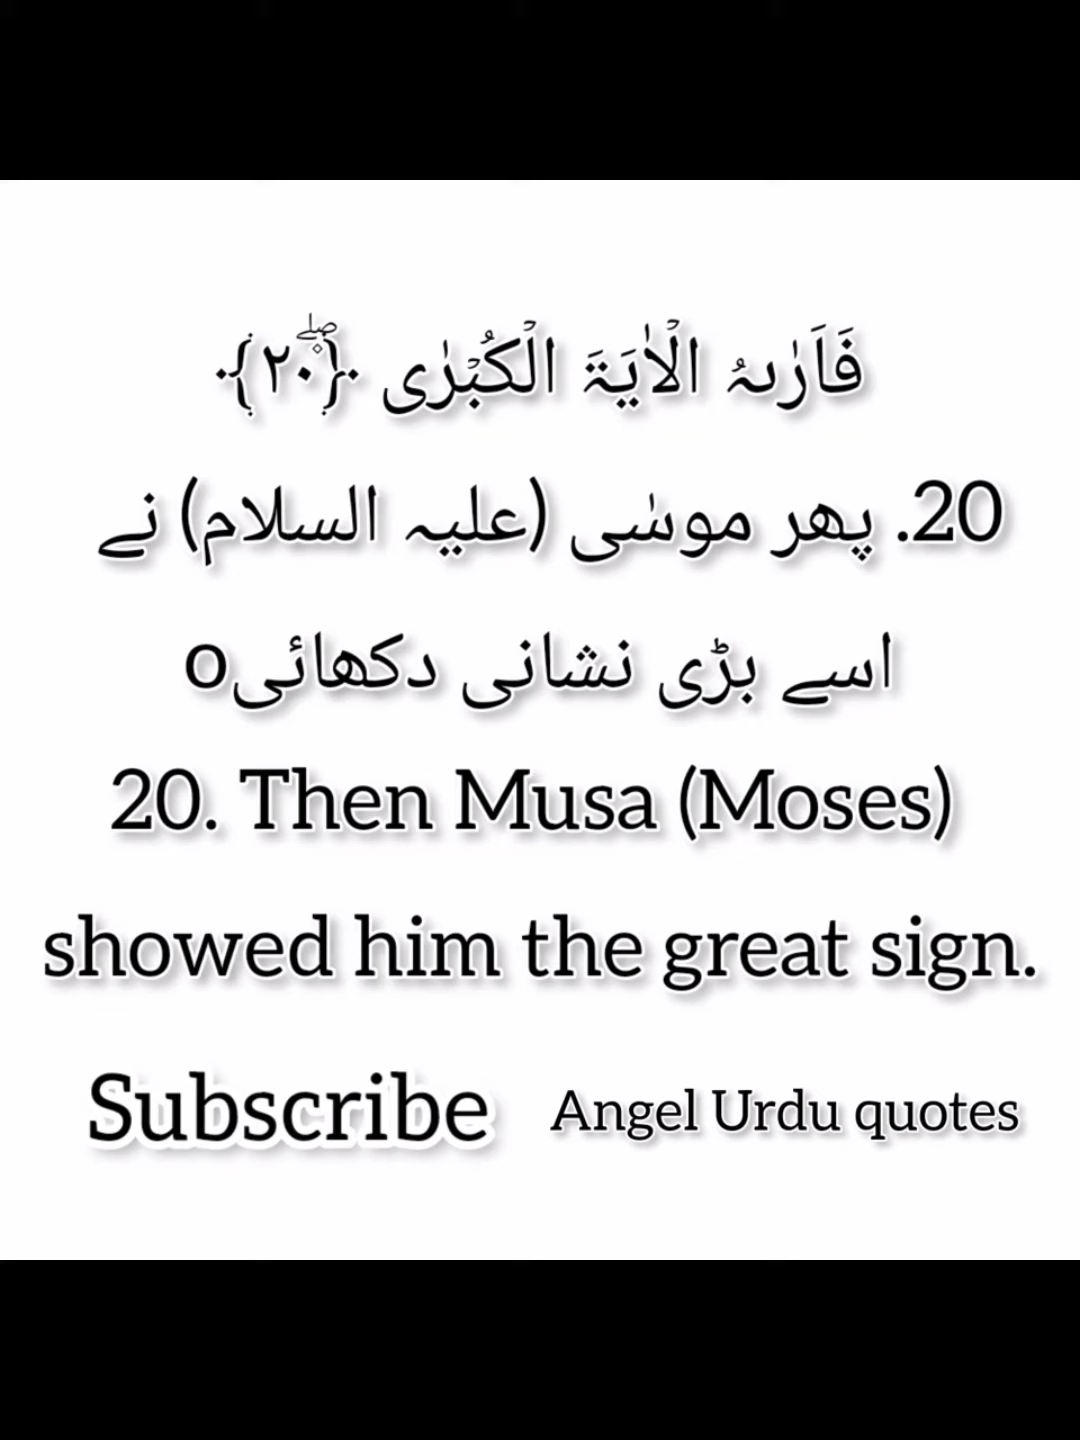 فَاَرٰىہُ الۡاٰیَۃَ الۡکُبۡرٰی ﴿۫ۖ۲۰﴾
20. پھر موسٰی (علیہ السلام) نے
اسے بڑی نشانی دکھائیo
20. Then Musa (Moses)
showed him the great sign.
Subscribe Angel Urdu quotes